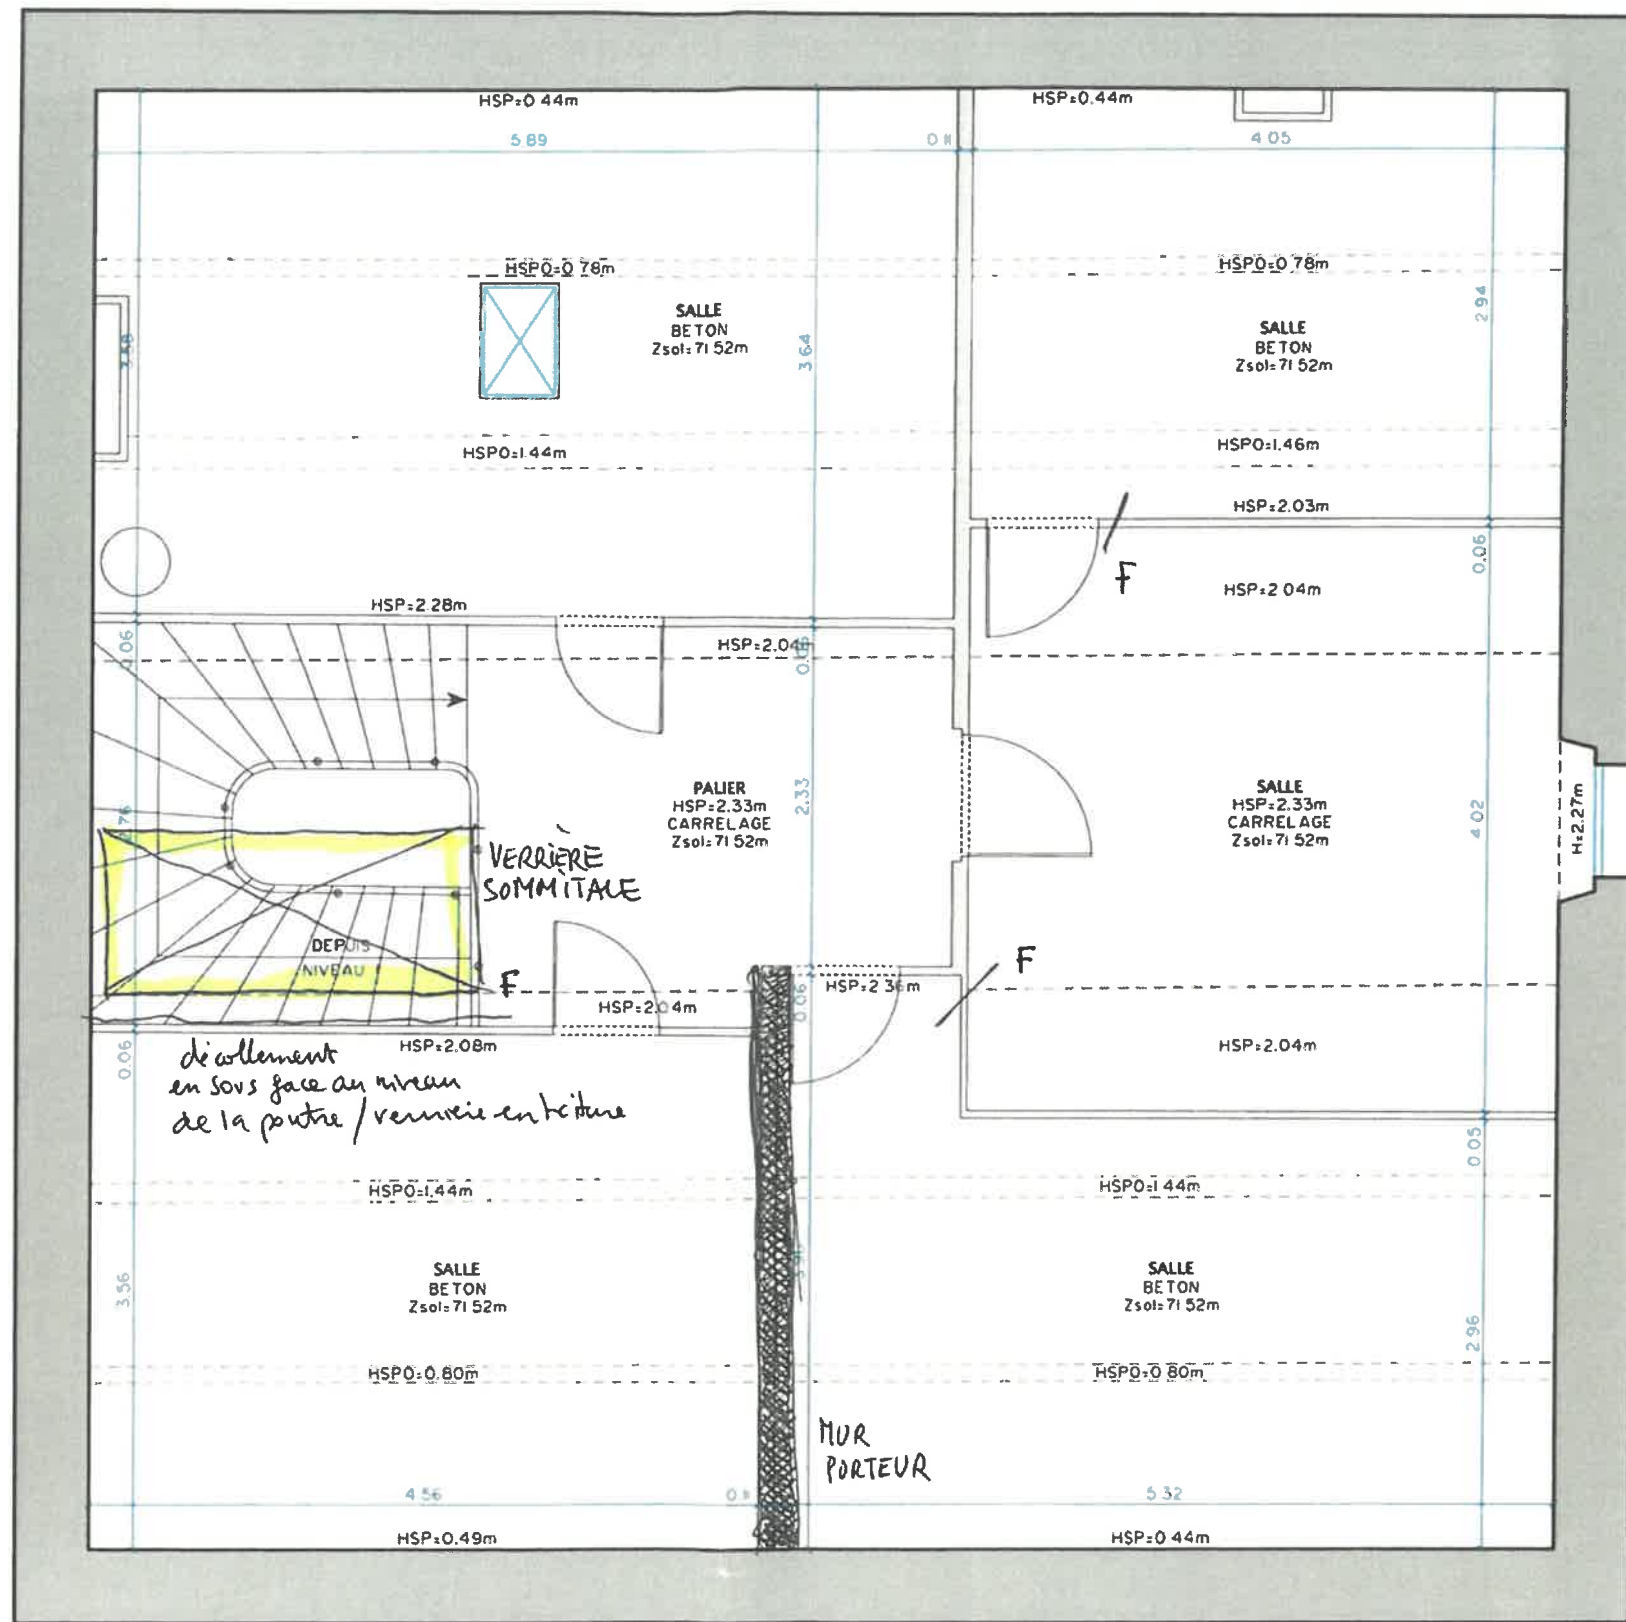 HSP=0.44m
HSP=0.44m
5.89
4.05
HSPO=0.78m
HSPO=0.78m
SALLE
BETON
Zsol=71.52m
SALLE
BETON
Zsol=71.52m
2.94
3.64
HSPO=1.44m
HSPO=1.46m
HSP=2.03m
F
0.06
HSP=2.04m
HSP=2.28m
HSP=2.04m
0.06
0.06
PALIER
HSP=2.33m
CARRELAGE
Zsol=71.52m
2.33
SALLE
HSP=2.33m
CARRELAGE
Zsol=71.52m
4.02
H=2.27m
2.76
VERRIÈRE
SOMMITALE
DEPUIS
NIVEAU
F
F
HSP=2.04m
HSP=2.36m
0.06
HSP=2.04m
HSP=2.08m
0.06
décollement
en sous face au niveau
de la poutre / verrière en toiture
0.05
HSPO=1.44m
HSPO=1.44m
SALLE
BETON
Zsol=71.52m
SALLE
BETON
Zsol=71.52m
3.56
2.96
HSPO=0.80m
HSPO=0.80m
MUR
PORTEUR
4.56
5.32
HSP=0.49m
HSP=0.44m